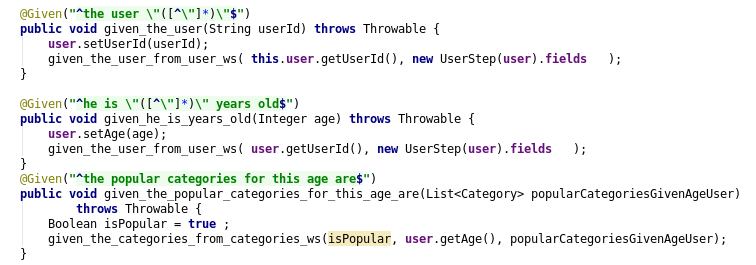 @Given("^the user \"([^\"]*)\"$")
public void given_the_user(String userId) throws Throwable {
    user.setUserId(userId);
    given_the_user_from_user_ws( this.user.getUserId(), new UserStep(user).fields   );
}
@Given("^he is \"([^\"]*)\" years old$")
public void given_he_is_years_old(Integer age) throws Throwable {
    user.setAge(age);
    given_the_user_from_user_ws( user.getUserId(), new UserStep(user).fields   );
}
@Given("^the popular categories for this age are$")
public void given_the_popular_categories_for_this_age_are(List<Category> popularCategoriesGivenAgeUser)
        throws Throwable {
    Boolean isPopular = true ;
    given_the_categories_from_categories_ws(isPopular, user.getAge(), popularCategoriesGivenAgeUser);
}